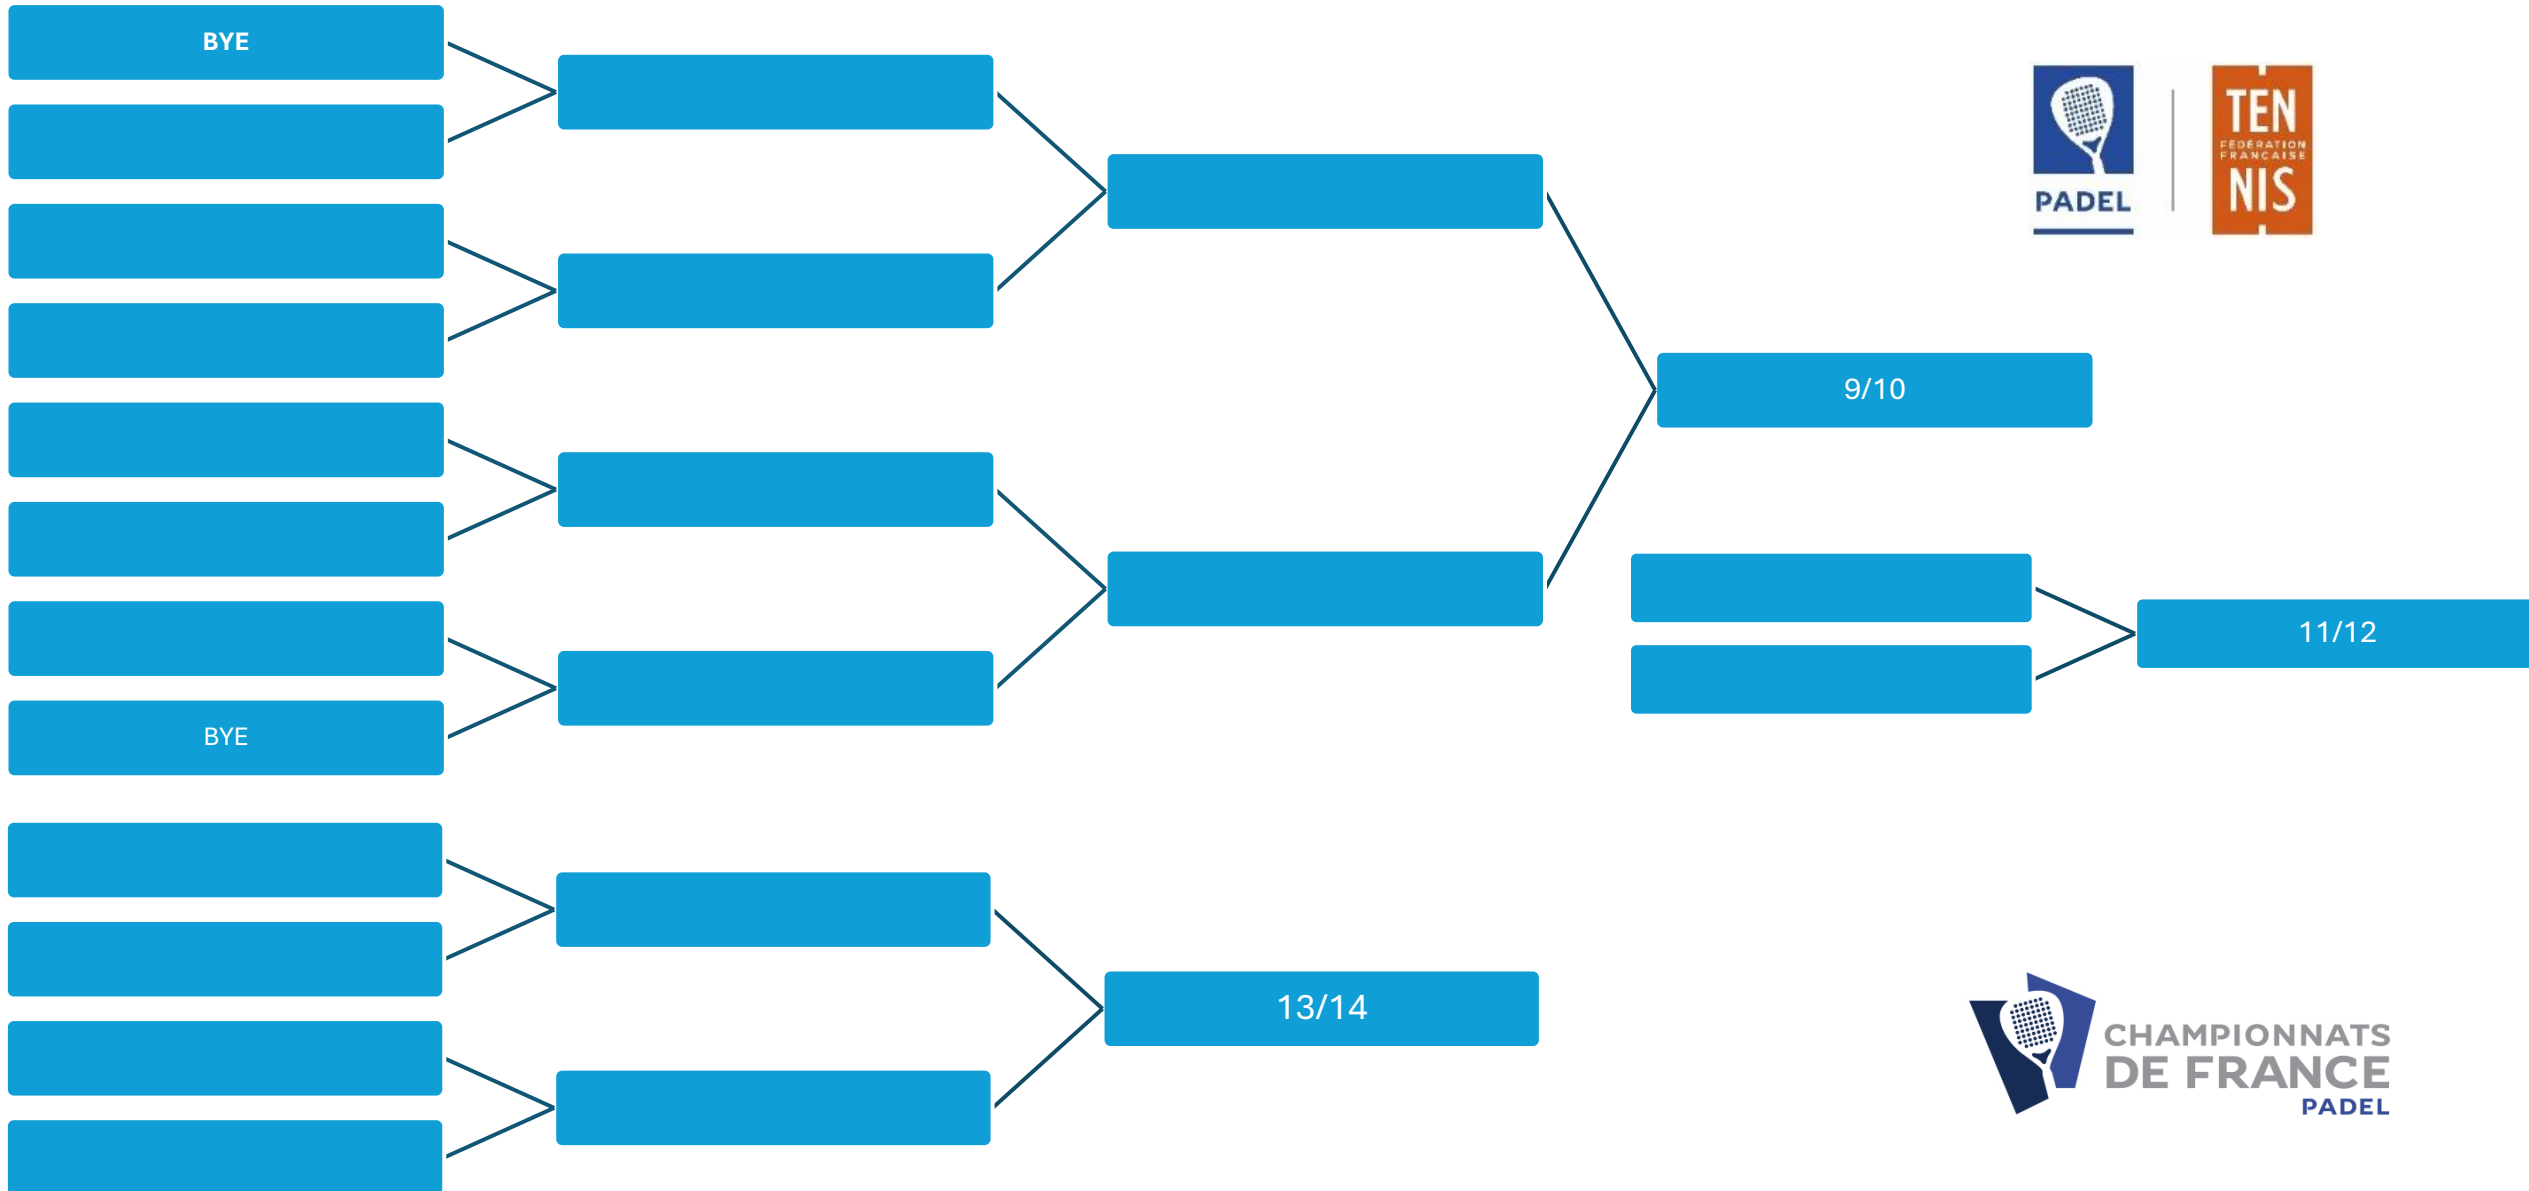 BYE
PADEL
TEN
FÉDÉRATION
FRANÇAISE
NIS
9/10
11/12
BYE
13/14
CHAMPIONNATS
DE FRANCE
PADEL